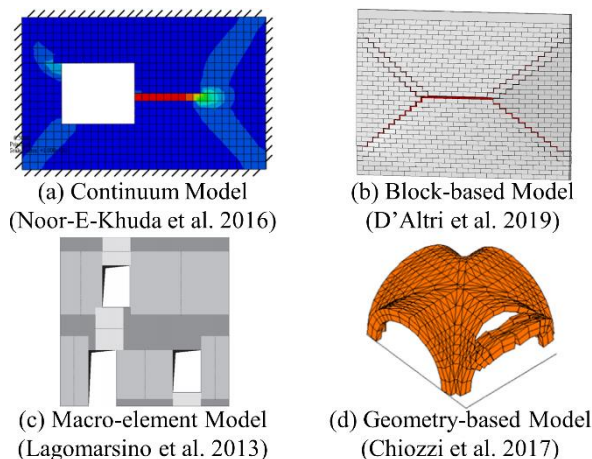 (a) Continuum Model
(Noor-E-Khuda et al. 2016)
(b) Block-based Model
(D’Altri et al. 2019)
(c) Macro-element Model
(Lagomarsino et al. 2013)
(d) Geometry-based Model
(Chiozzi et al. 2017)